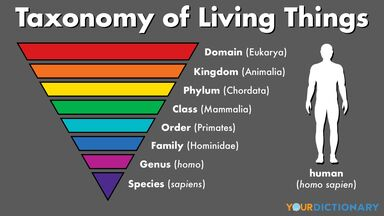 Taxonomy of Living Things
Domain (Eukarya)
Kingdom (Animalia)
Phylum (Chordata)
Class (Mammalia)
Order (Primates)
Family (Hominidae)
Genus (homo)
Species (sapiens)
human
(homo sapien)
YOURDICTIONARY